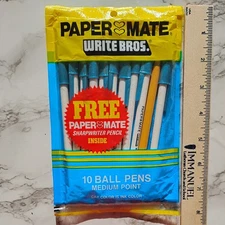 PAPER MATE
WRITE BROS.
FREE
PAPER MATE
SHARPWRITER PENCIL
INSIDE
10 BALL PENS
MEDIUM POINT
IMMANUEL